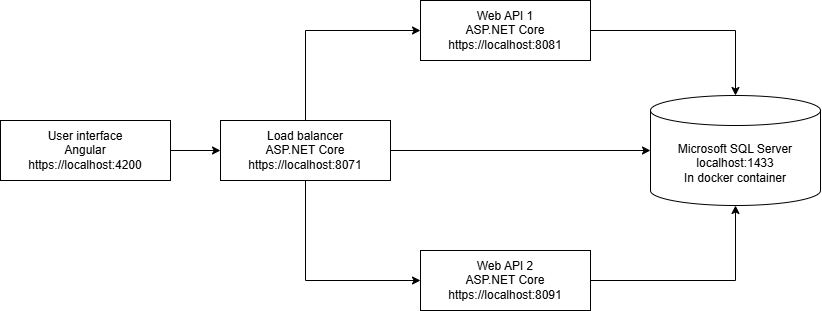 Web API 1
ASP.NET Core
https://localhost:8081
User interface
Angular
https://localhost:4200
Load balancer
ASP.NET Core
https://localhost:8071
Microsoft SQL Server
localhost:1433
In docker container
Web API 2
ASP.NET Core
https://localhost:8091